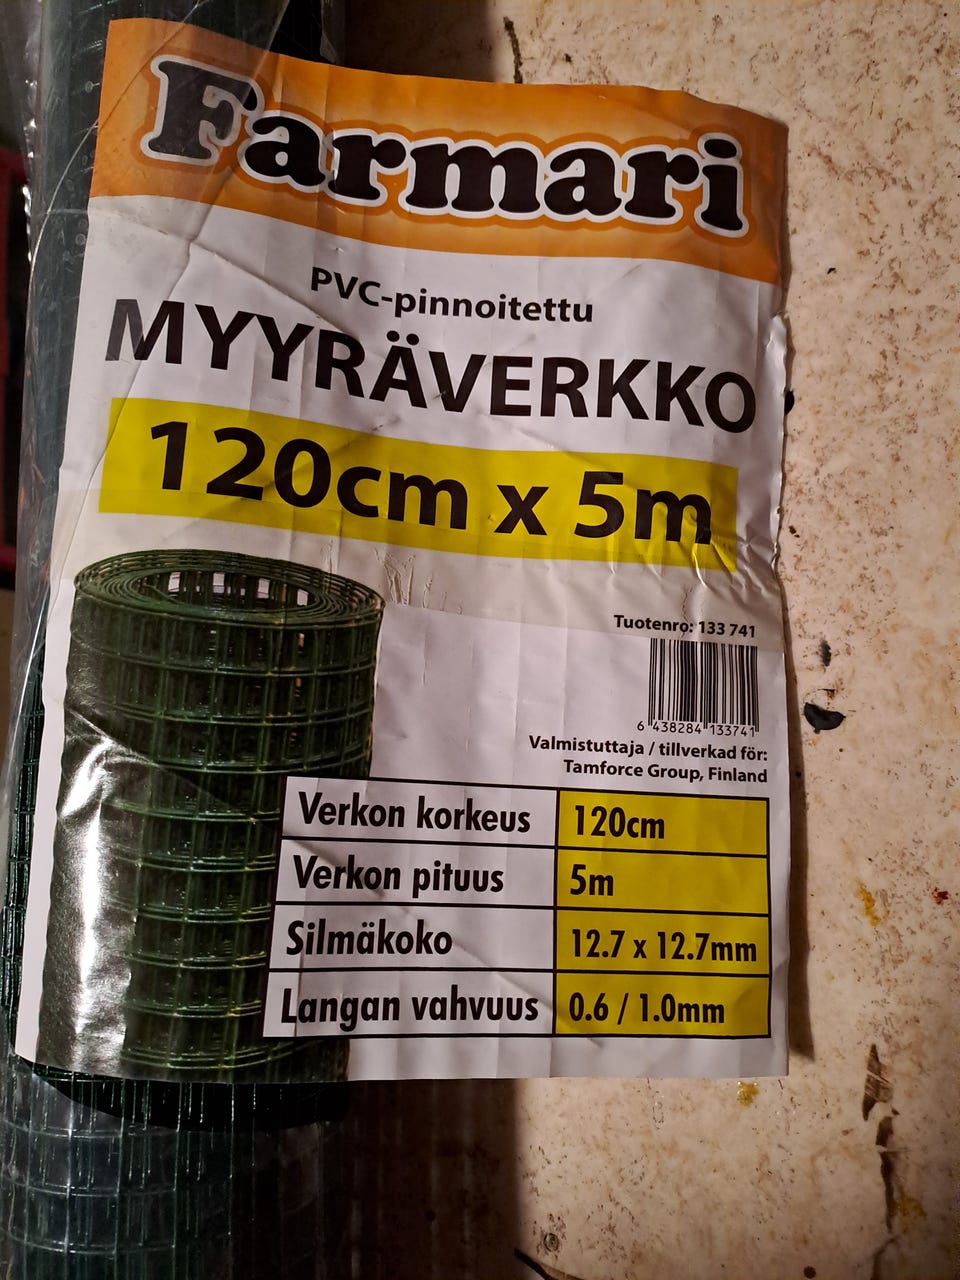 Farmari
PVC-pinnoitettu
MYYRÄVERKKO
120cm x 5m
Tuotenro: 133 741
6 438284 133741
Valmistuttaja / tillverkad för:
Tamforce Group, Finland
Verkon korkeus 120cm
Verkon pituus 5m
Silmäkoko 12.7 x 12.7mm
Langan vahvuus 0.6 / 1.0mm